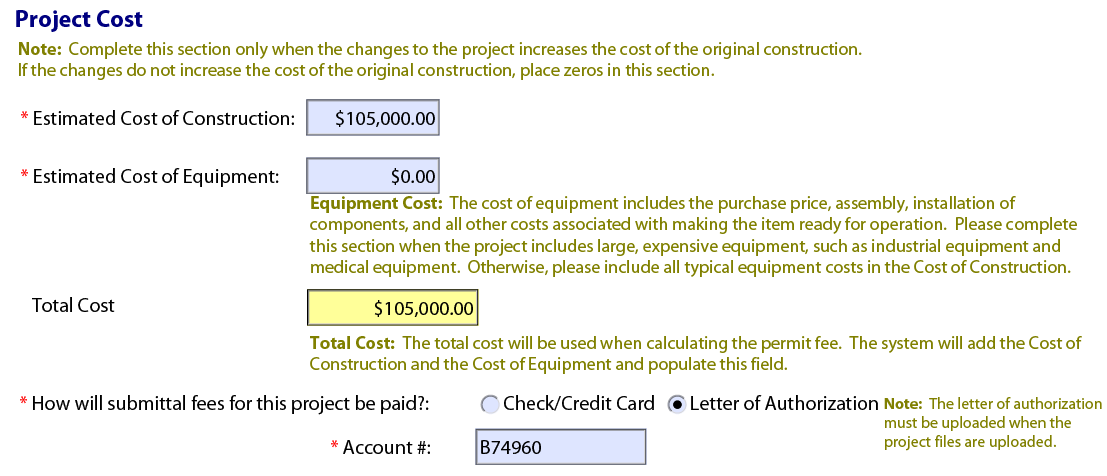 Project Cost
Note: Complete this section only when the changes to the project increases the cost of the original construction.
If the changes do not increase the cost of the original construction, place zeros in this section.
* Estimated Cost of Construction: $105,000.00
* Estimated Cost of Equipment: $0.00
Equipment Cost: The cost of equipment includes the purchase price, assembly, installation of
components, and all other costs associated with making the item ready for operation. Please complete
this section when the project includes large, expensive equipment, such as industrial equipment and
medical equipment. Otherwise, please include all typical equipment costs in the Cost of Construction.
Total Cost $105,000.00
Total Cost: The total cost will be used when calculating the permit fee. The system will add the Cost of
Construction and the Cost of Equipment and populate this field.
* How will submittal fees for this project be paid?: Check/Credit Card Letter of Authorization Note: The letter of authorization
must be uploaded when the
project files are uploaded.
* Account #: B74960